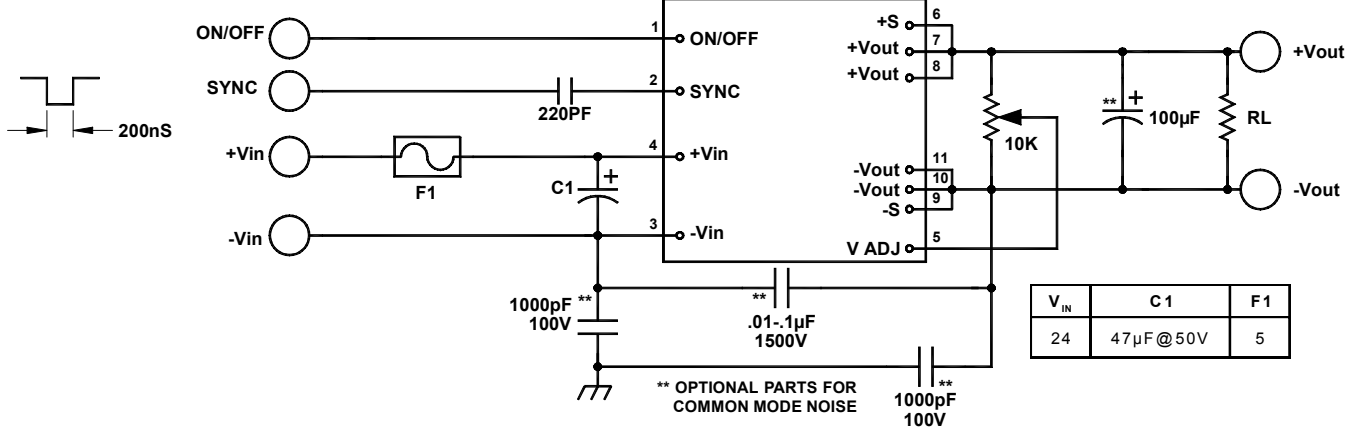 ON/OFF
1
ON/OFF
+S
6
+Vout
7
+Vout
8
+Vout
SYNC
220PF
2
SYNC
200nS
** +
100µF
RL
10K
+Vin
F1
4
+Vin
C1
+
-Vout
11
-Vout
10
-S
9
-Vout
-Vin
3
-Vin
V ADJ
5
1000pF **
100V
**
.01-.1µF
1500V
** OPTIONAL PARTS FOR
COMMON MODE NOISE
**
1000pF
100V
VIN C1 F1
24 47µF@50V 5